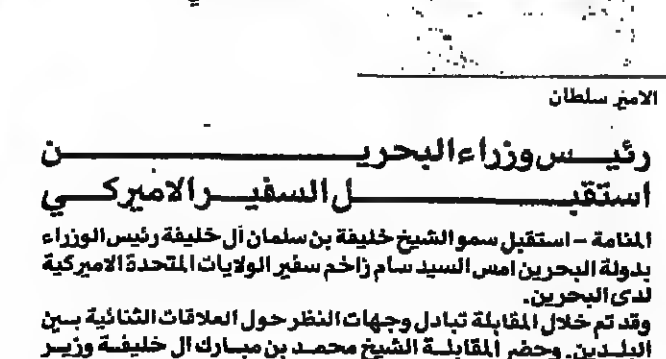 الامير سلطان
رئيس وزراء البحرين
استقبل السفير الاميركي
المنامة – استقبل سمو الشيخ خليفة بن سلمان آل خليفة رئيس الوزراء
بدولة البحرين امس السيد سام زاخم سفير الولايات المتحدة الاميركية
لدى البحرين.
وقد تم خلال المقابلة تبادل وجهات النظر حول العلاقات الثنائية بين
البلدين. وحضر المقابلة الشيخ محمد بن مبارك ال خليفة وزير